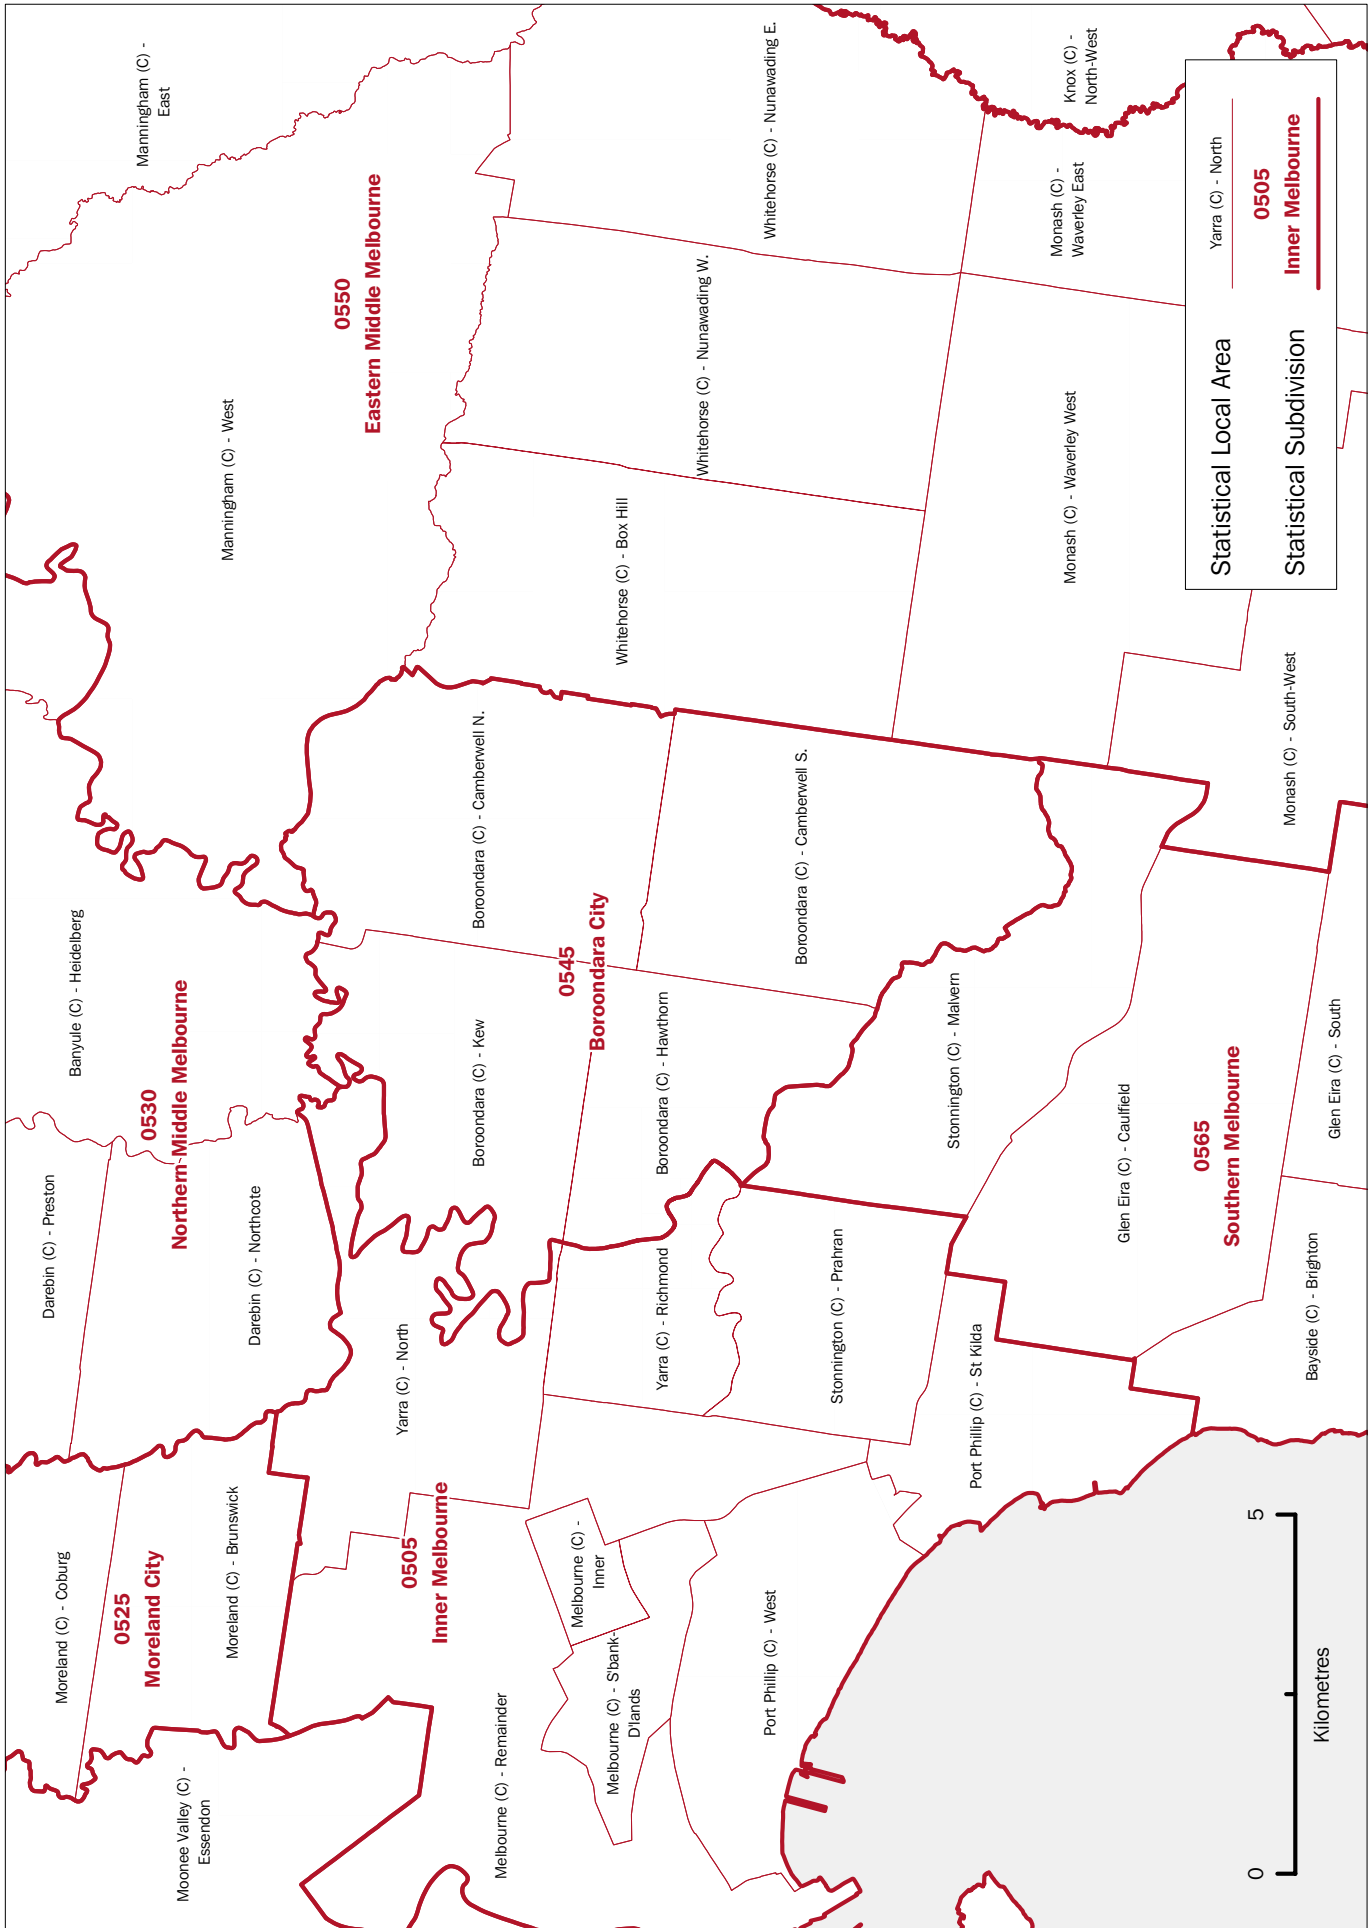 Moreland (C) - Coburg
0525
Moreland City
Moreland (C) - Brunswick
Moonee Valley (C) -
Essendon
Darebin (C) - Preston
Darebin (C) - Northcote
0530
Northern Middle Melbourne
Banyule (C) - Heidelberg
Manningham (C) - West
Manningham (C) -
East
0550
Eastern Middle Melbourne
0505
Inner Melbourne
Yarra (C) - North
Melbourne (C) - Remainder
Melbourne (C) -
Inner
Melbourne (C) - S'bank-
D'lands
Boroondara (C) - Kew
Boroondara (C) - Camberwell N.
0545
Boroondara City
Boroondara (C) - Hawthorn
Boroondara (C) - Camberwell S.
Whitehorse (C) - Box Hill
Whitehorse (C) - Nunawading W.
Whitehorse (C) - Nunawading E.
Yarra (C) - Richmond
Port Phillip (C) - West
Stonnington (C) - Prahran
Stonnington (C) - Malvern
Port Phillip (C) - St Kilda
Glen Eira (C) - Caulfield
0565
Southern Melbourne
Monash (C) - Waverley West
Monash (C) -
Waverley East
Knox (C) -
North-West
Bayside (C) - Brighton
Glen Eira (C) - South
Monash (C) - South-West
Statistical Local Area
Yarra (C) - North
Statistical Subdivision
0505
Inner Melbourne
0
5
Kilometres